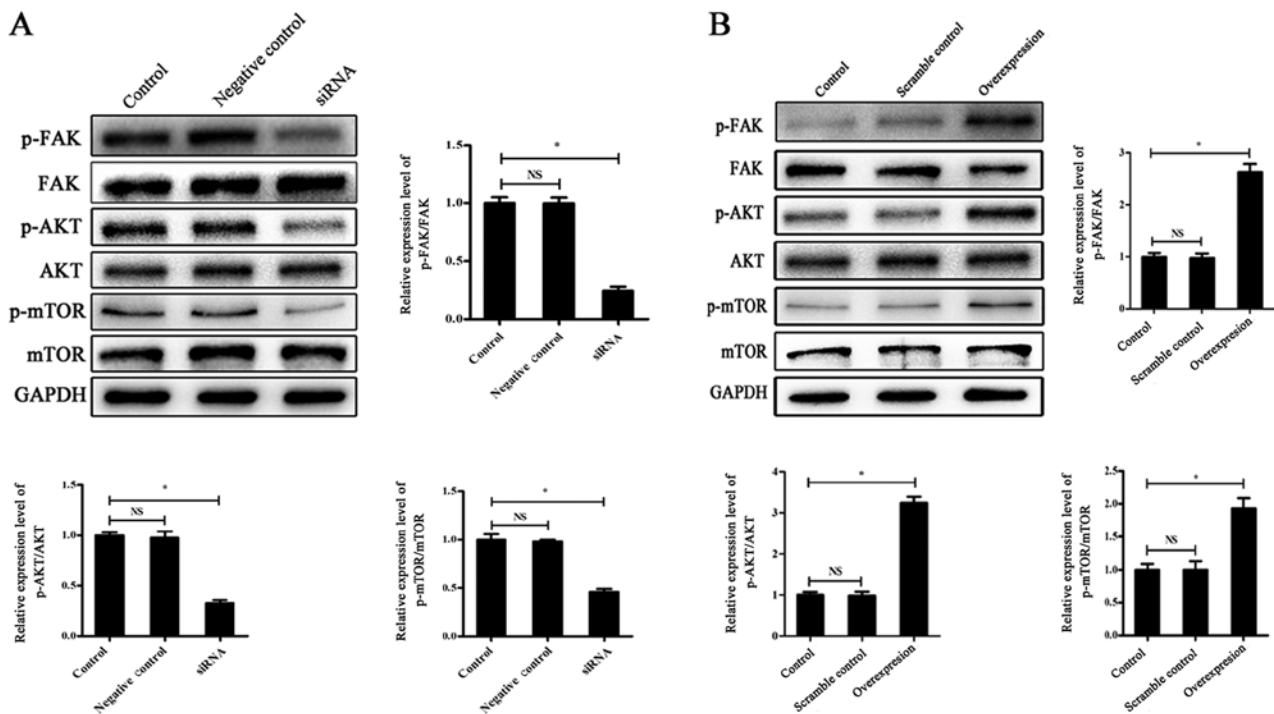 A
Control
Negative control
siRNA
p-FAK
FAK
p-AKT
AKT
p-mTOR
mTOR
GAPDH
Relative expression level of
p-FAK/FAK
1.5
1.0
0.5
0.0
*
NS
Control
Negative control
siRNA
Relative expression level of
p-AKT/AKT
1.5
1.0
0.5
0.0
*
NS
Control
Negative control
siRNA
Relative expression level of
p-mTOR/mTOR
1.5
1.0
0.5
0.0
*
NS
Control
Negative control
siRNA
B
Control
Scramble control
Overexpression
p-FAK
FAK
p-AKT
AKT
p-mTOR
mTOR
GAPDH
Relative expression level of
p-FAK/FAK
3
2
1
0
*
NS
Control
Scramble control
Overexpresion
Relative expression level of
p-AKT/AKT
4
3
2
1
0
*
NS
Control
Scramble control
Overexpresion
Relative expression level of
p-mTOR/mTOR
2.5
2.0
1.5
1.0
0.5
0.0
*
NS
Control
Scramble control
Overexpresion